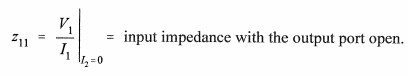 z₁₁ = V₁/I₁ |I₂=0 = input impedance with the output port open.